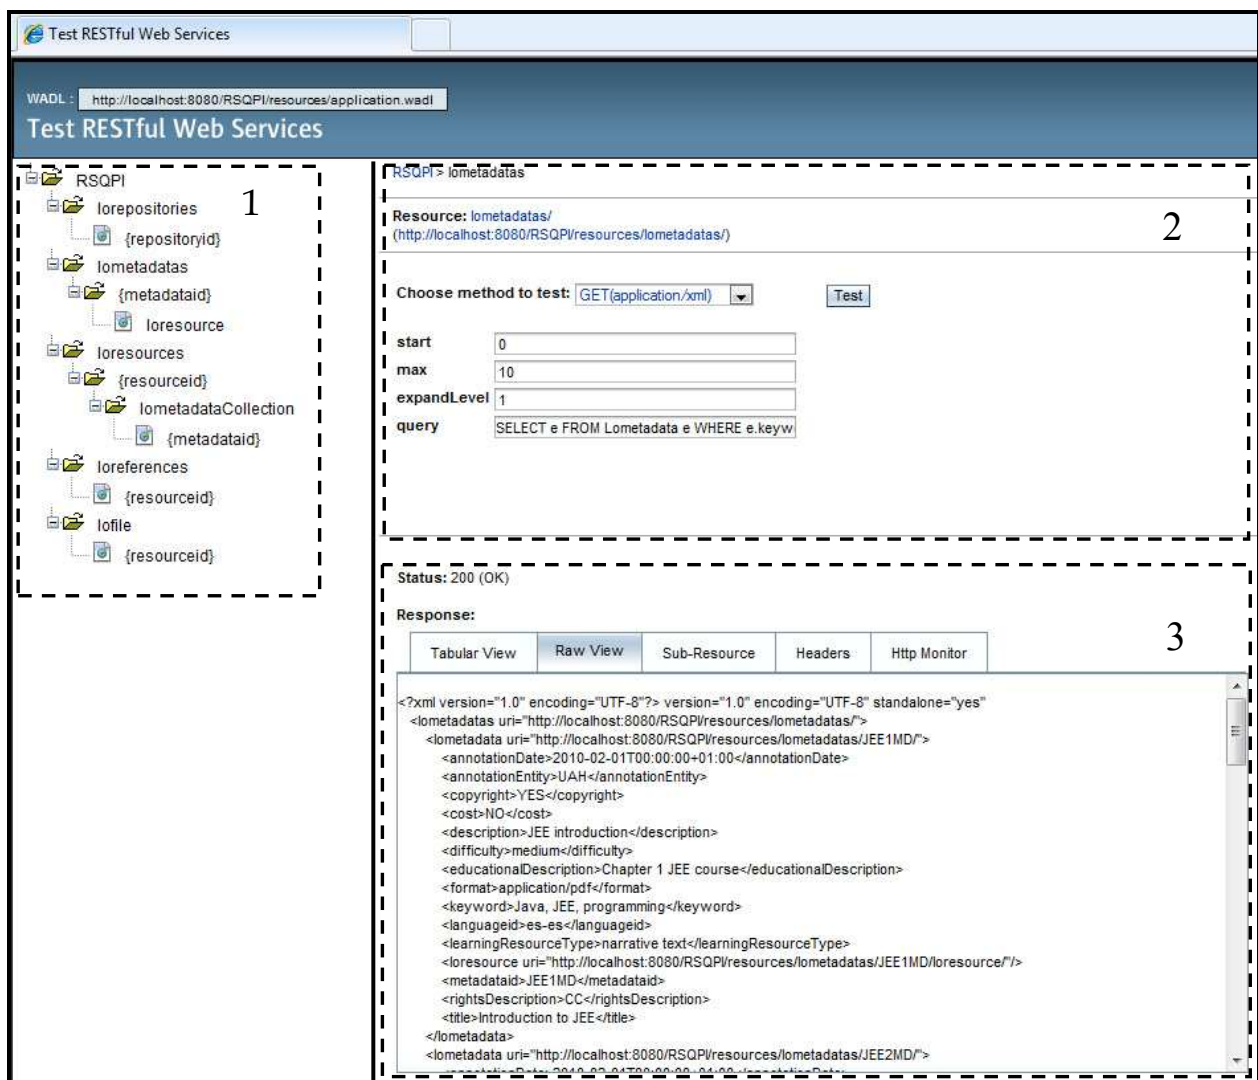 Test RESTful Web Services
WADL : http://localhost:8080/RSQPI/resources/application.wadl
Test RESTful Web Services
1
RSQPI
lorepositories
{repositoryid}
lometadatas
{metadataid}
loresource
loresources
{resourceid}
lometadataCollection
{metadataid}
loreferences
{resourceid}
lofile
{resourceid}
2
RSQPI > lometadatas
Resource: lometadatas/
(http://localhost:8080/RSQPI/resources/lometadatas/)
Choose method to test: GET(application/xml) Test
start 0
max 10
expandLevel 1
query SELECT e FROM Lometadata e WHERE e.keyw
3
Status: 200 (OK)
Response:
Tabular View Raw View Sub-Resource Headers Http Monitor
<?xml version="1.0" encoding="UTF-8"?> version="1.0" encoding="UTF-8" standalone="yes"
<lometadatas uri="http://localhost:8080/RSQPI/resources/lometadatas/">
<lometadata uri="http://localhost:8080/RSQPI/resources/lometadatas/JEE1MD/">
<annotationDate>2010-02-01T00:00:00+01:00</annotationDate>
<annotationEntity>UAH</annotationEntity>
<copyright>YES</copyright>
<cost>NO</cost>
<description>JEE introduction</description>
<difficulty>medium</difficulty>
<educationalDescription>Chapter 1 JEE course</educationalDescription>
<format>application/pdf</format>
<keyword>Java, JEE, programming</keyword>
<languageid>es-es</languageid>
<learningResourceType>narrative text</learningResourceType>
<loresource uri="http://localhost:8080/RSQPI/resources/lometadatas/JEE1MD/loresource/"/>
<metadataid>JEE1MD</metadataid>
<rightsDescription>CC</rightsDescription>
<title>Introduction to JEE</title>
</lometadata>
<lometadata uri="http://localhost:8080/RSQPI/resources/lometadatas/JEE2MD/">